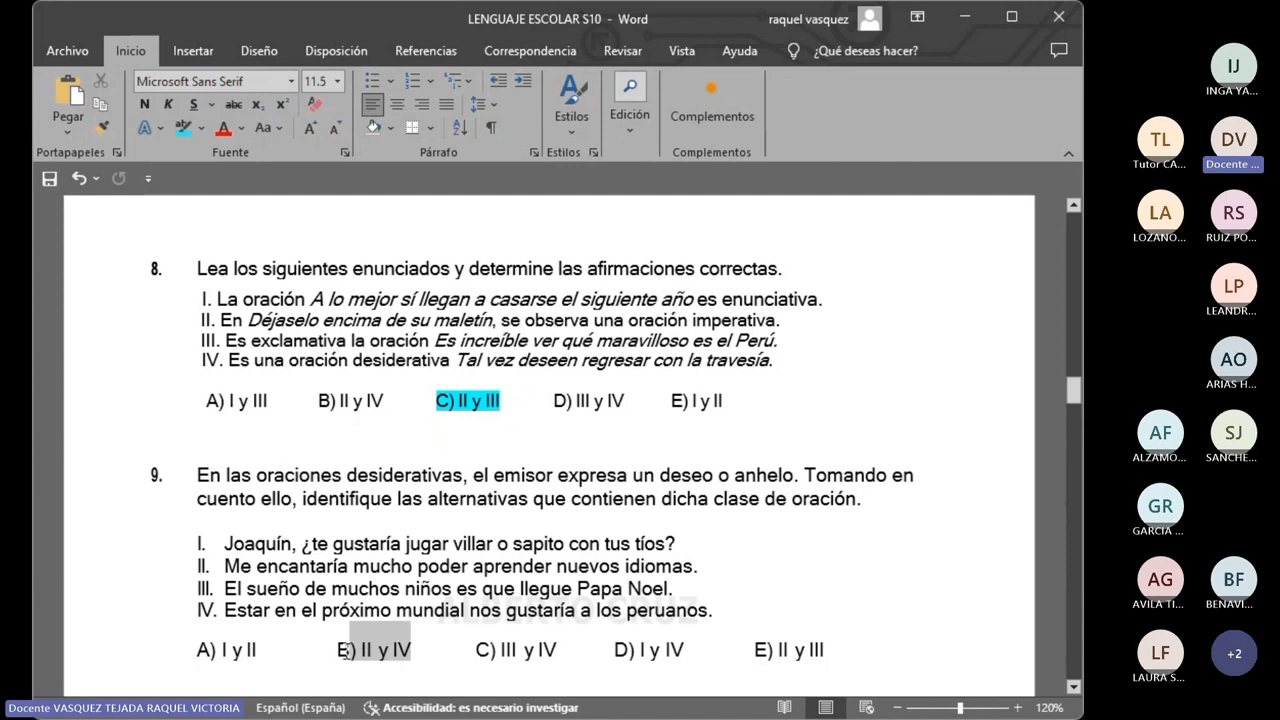 LENGUAJE ESCOLAR S10 - Word
raquel vasquez
Archivo Inicio Insertar Diseño Disposición Referencias Correspondencia Revisar Vista Ayuda ¿Qué deseas hacer?
Pegar
Microsoft Sans Serif 11.5
N K S abc x₂ x²
A aby A Aa A A
Estilos
Edición
Complementos
Portapapeles Fuente Párrafo Estilos Complementos
8. Lea los siguientes enunciados y determine las afirmaciones correctas.
I. La oración A lo mejor sí llegan a casarse el siguiente año es enunciativa.
II. En Déjaselo encima de su maletín, se observa una oración imperativa.
III. Es exclamativa la oración Es increíble ver qué maravilloso es el Perú.
IV. Es una oración desiderativa Tal vez deseen regresar con la travesía.
A) I y III B) II y IV C) II y III D) III y IV E) I y II
9. En las oraciones desiderativas, el emisor expresa un deseo o anhelo. Tomando en
cuento ello, identifique las alternativas que contienen dicha clase de oración.
I. Joaquín, ¿te gustaría jugar villar o sapito con tus tíos?
II. Me encantaría mucho poder aprender nuevos idiomas.
III. El sueño de muchos niños es que llegue Papa Noel.
IV. Estar en el próximo mundial nos gustaría a los peruanos.
ALBERTO CRUZ
A) I y II B) II y IV C) III y IV D) I y IV E) II y III
Docente VASQUEZ TEJADA RAQUEL VICTORIA
Español (España)
Accesibilidad: es necesario investigar
120%
IJ
INGA YA...
TL
Tutor CA...
DV
Docente ...
LA
LOZANO...
RS
RUIZ PO...
LP
LEANDR...
AO
ARIAS H...
AF
ALZAMO...
SJ
SANCHE...
GR
GARCIA ...
AG
AVILA TI...
BF
BENAVI...
LF
LAURA S...
+2